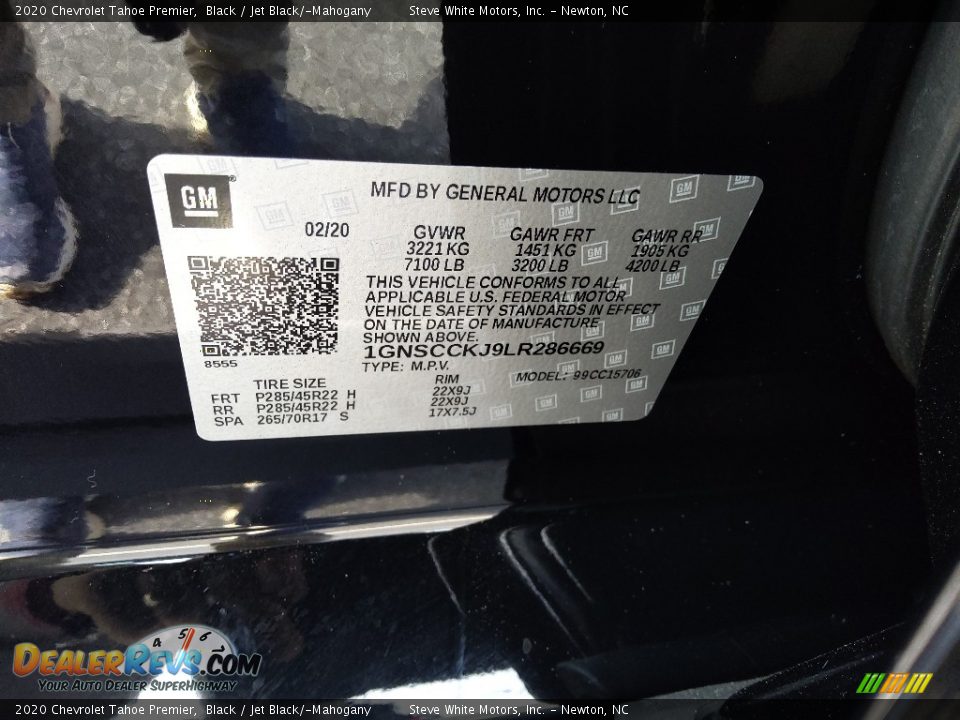 2020 Chevrolet Tahoe Premier, Black / Jet Black/-Mahogany Steve White Motors, Inc. - Newton, NC
GM
MFD BY GENERAL MOTORS LLC
02/20 GVWR GAWR FRT GAWR RR
3221 KG 1451 KG 1905 KG
7100 LB 3200 LB 4200 LB
THIS VEHICLE CONFORMS TO ALL
APPLICABLE U.S. FEDERAL MOTOR
VEHICLE SAFETY STANDARDS IN EFFECT
ON THE DATE OF MANUFACTURE
SHOWN ABOVE.
1GNSCCKJ9LR286669
8555 TYPE: M.P.V. MODEL: 99CC15706
TIRE SIZE RIM
FRT P285/45R22 H 22X9J
RR P285/45R22 H 22X9J
SPA 265/70R17 S 17X7.5J
4 5 6
DealerRevs.com
Your Auto Dealer SuperHighway
2020 Chevrolet Tahoe Premier, Black / Jet Black/-Mahogany Steve White Motors, Inc. - Newton, NC